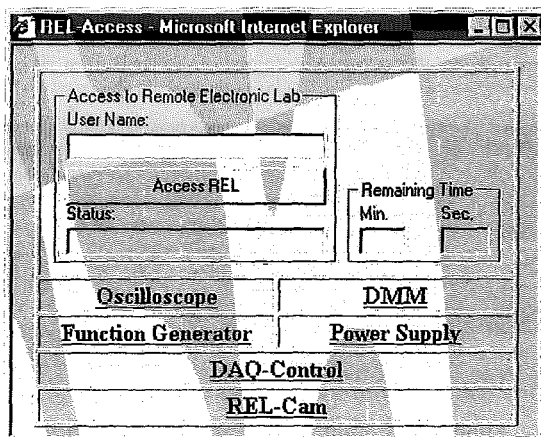 REL-Access - Microsoft Internet Explorer
Access to Remote Electronic Lab
User Name:
Access REL
Status:
Remaining Time
Min. Sec.
Oscilloscope DMM
Function Generator Power Supply
DAQ-Control
REL-Cam